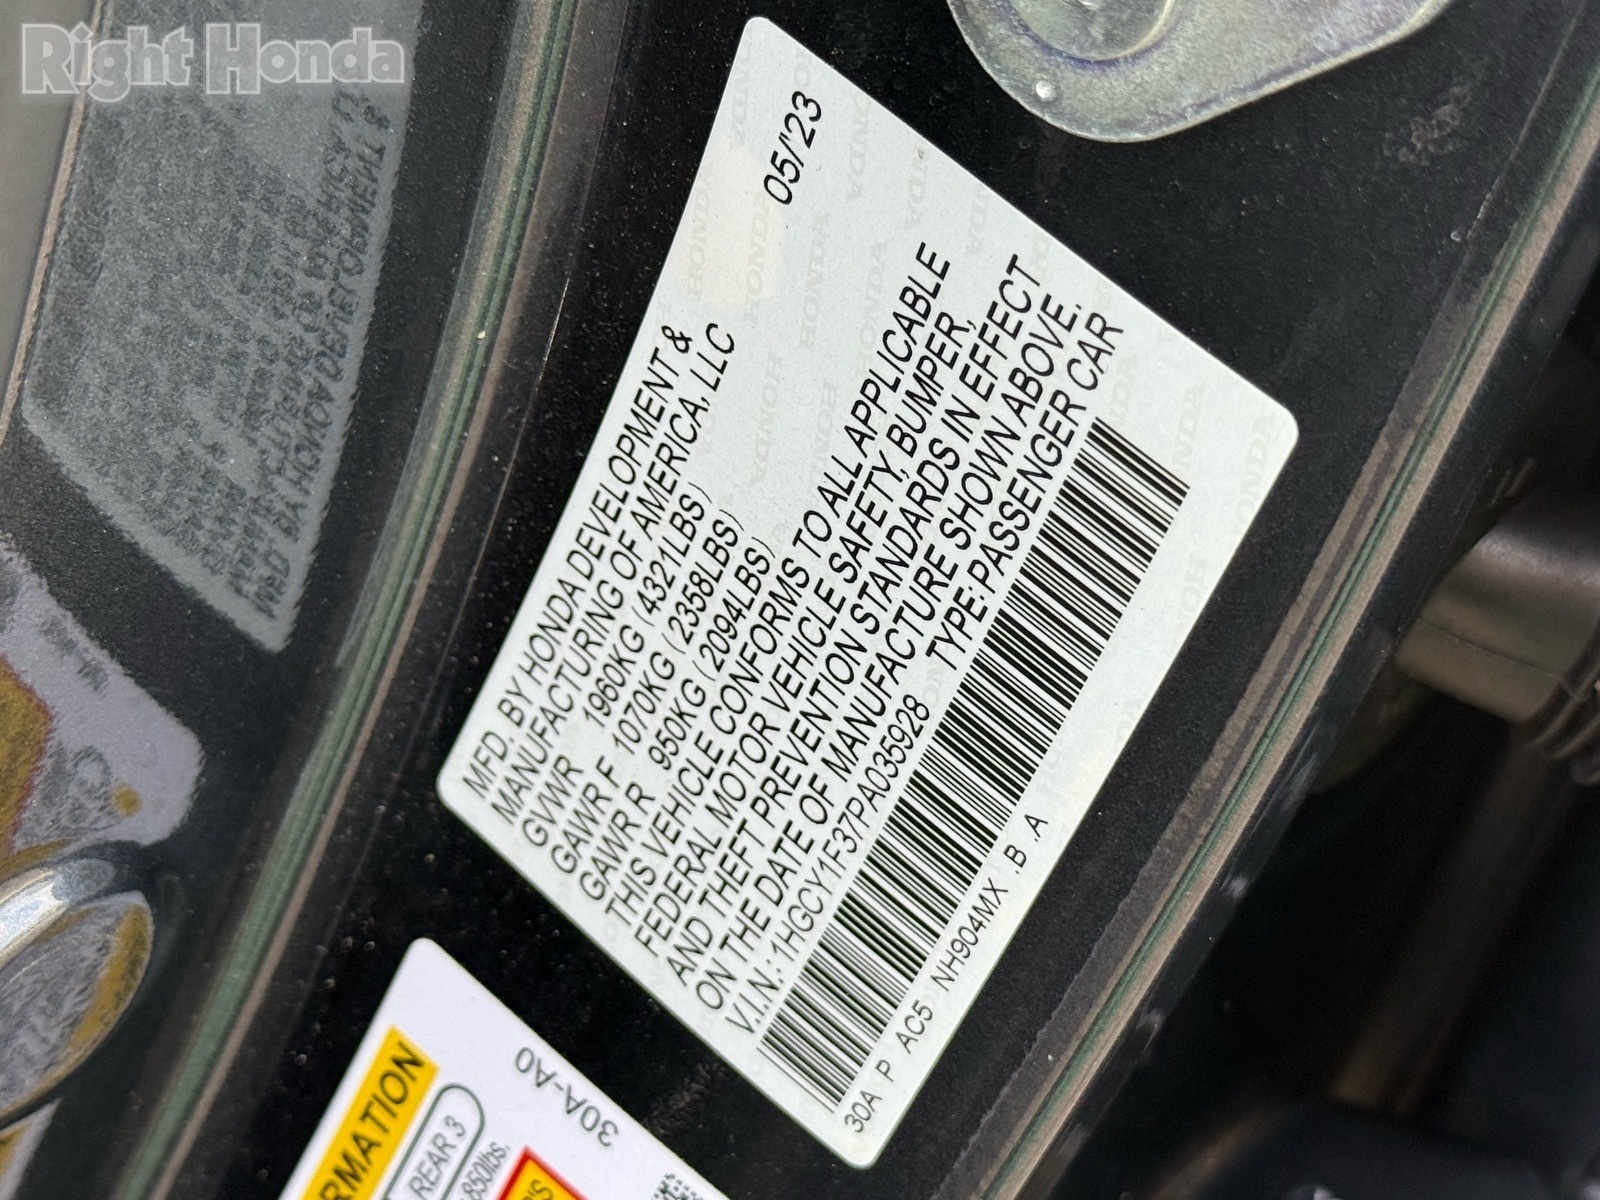 Right Honda
05/'23
MFD. BY HONDA DEVELOPMENT &
MANUFACTURING OF AMERICA, LLC
GVWR 1960KG (4321LBS)
GAWR F 1070KG (2358LBS)
GAWR R 950KG (2094LBS)
THIS VEHICLE CONFORMS TO ALL APPLICABLE
FEDERAL MOTOR VEHICLE SAFETY, BUMPER,
AND THEFT PREVENTION STANDARDS IN EFFECT
ON THE DATE OF MANUFACTURE SHOWN ABOVE.
V.I.N.: 1HGCY1F37PA035928 TYPE:PASSENGER CAR
30A P AC5 NH904MX .B .A
30A-A0
REAR 3
850lbs.